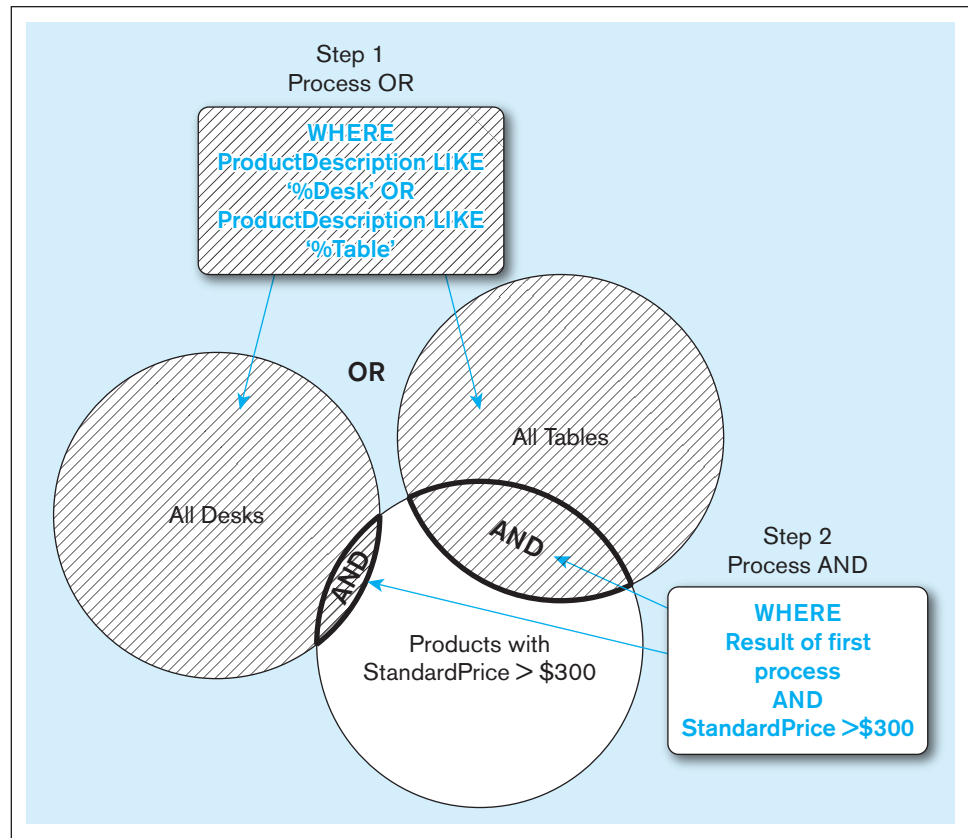 Step 1
Process OR
WHERE
ProductDescription LIKE
‘%Desk’ OR
ProductDescription LIKE
‘%Table’
OR
All Tables
All Desks
AND
AND
Step 2
Process AND
WHERE
Result of first
process
AND
StandardPrice >$300
Products with
StandardPrice > $300